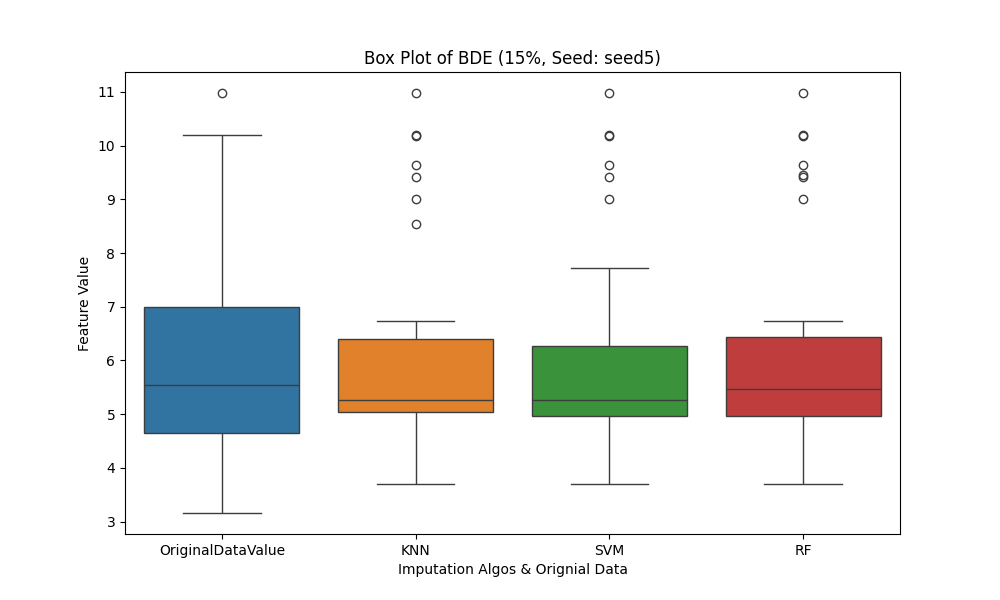 Box Plot of BDE (15%, Seed: seed5)
Feature Value
11
10
9
8
7
6
5
4
3
OriginalDataValue KNN SVM RF
Imputation Algos & Orignial Data